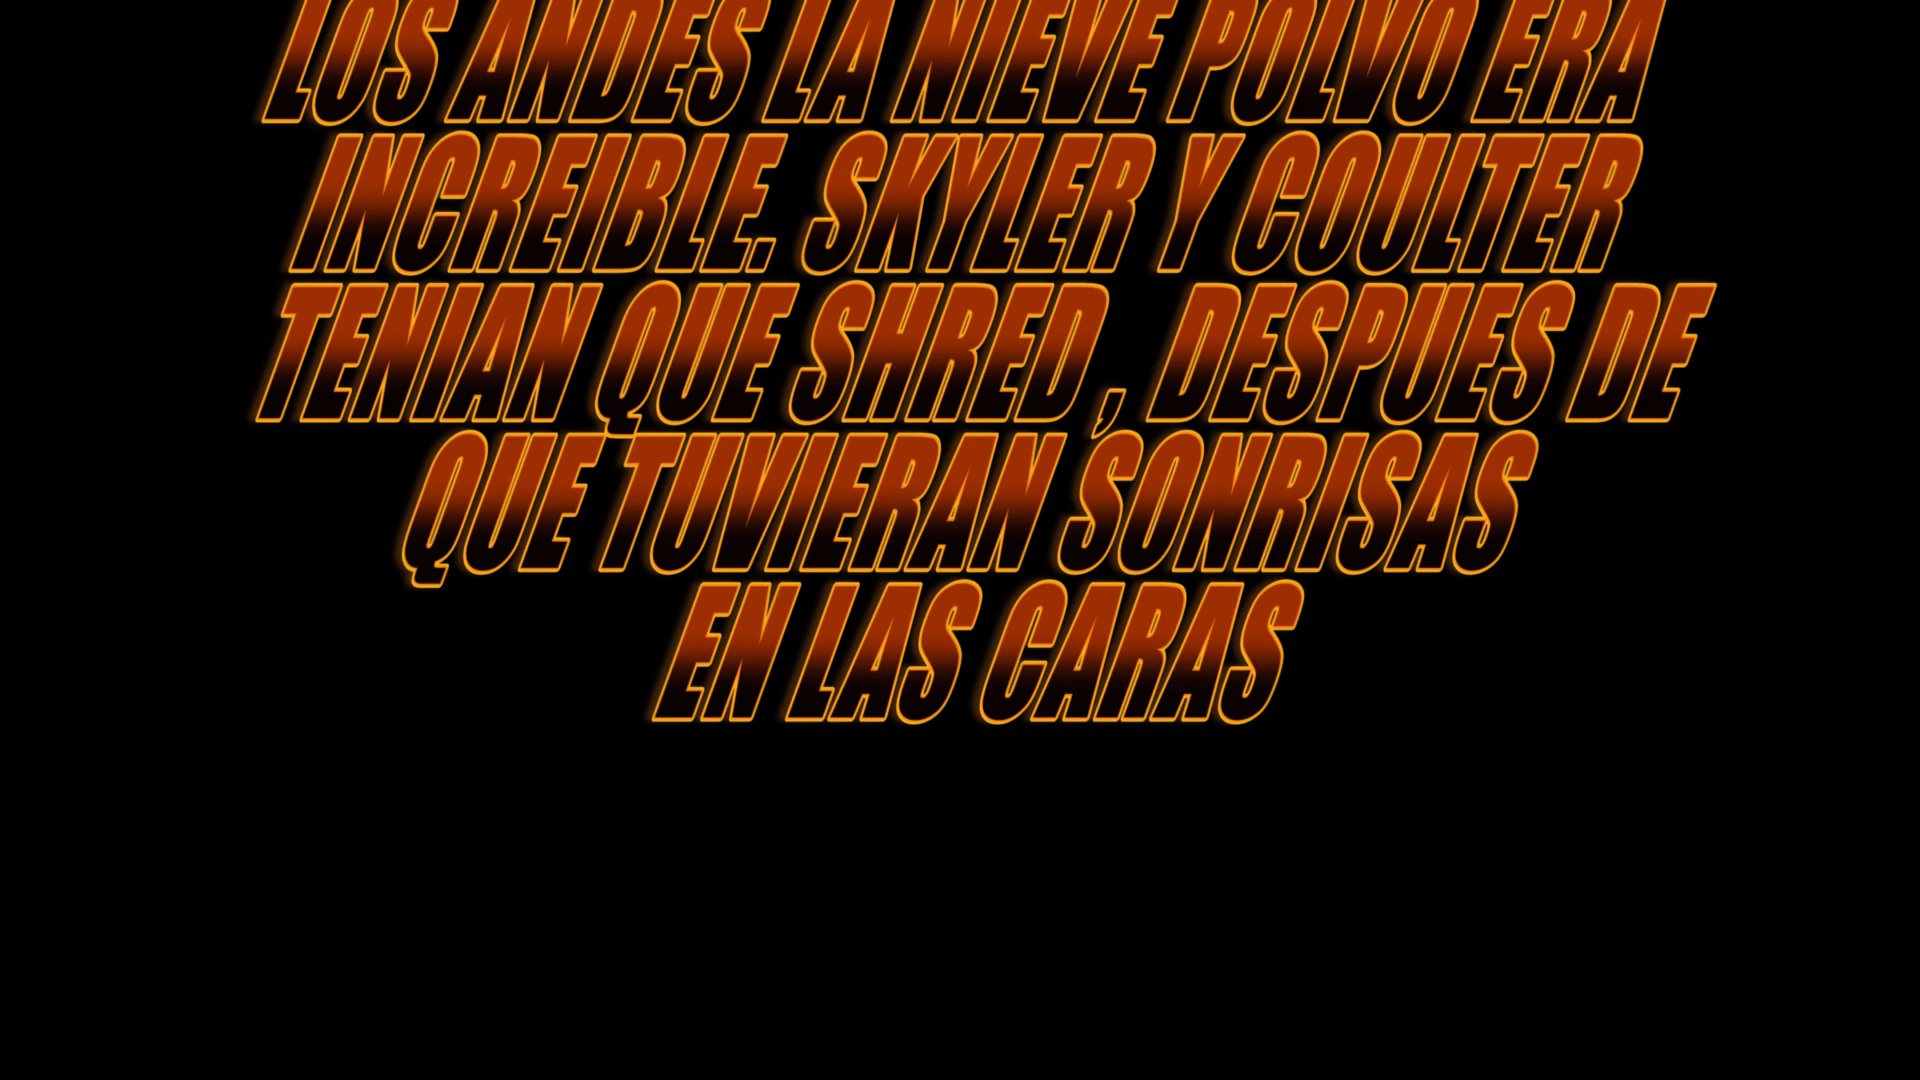 LOS ANDES LA NIEVE POLVO ERA
INCREIBLE. SKYLER Y COULTER
TENIAN QUE SHRED , DESPUES DE
QUE TUVIERAN SONRISAS
EN LAS CARAS